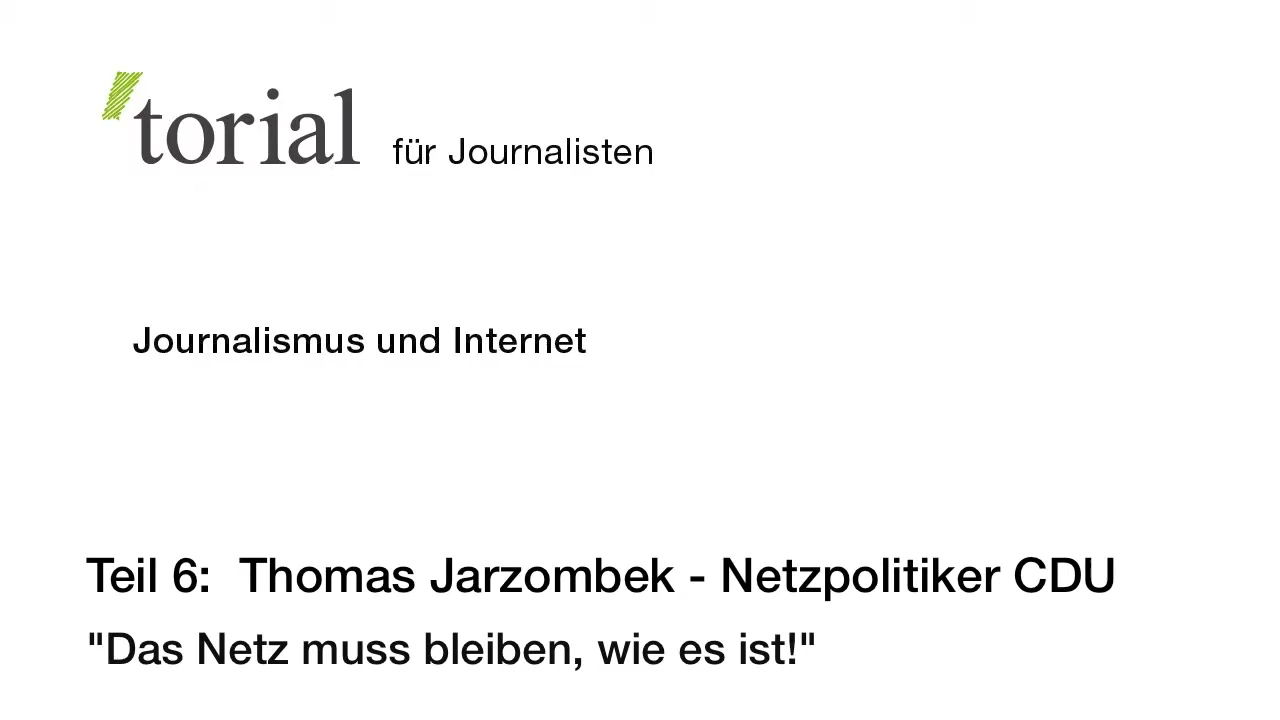 torial für Journalisten
Journalismus und Internet
Teil 6: Thomas Jarzombek - Netzpolitiker CDU
"Das Netz muss bleiben, wie es ist!"